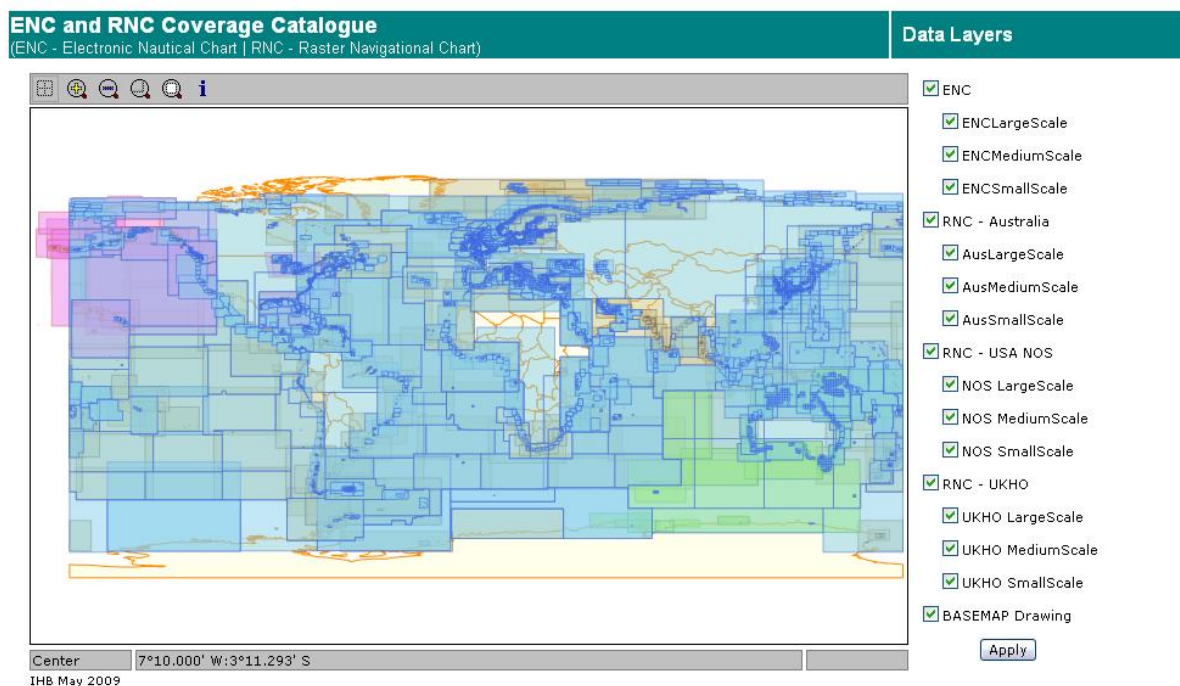 ENC and RNC Coverage Catalogue
(ENC - Electronic Nautical Chart | RNC - Raster Navigational Chart)
Data Layers
i
ENC
ENCLargeScale
ENCMediumScale
ENCSmallScale
RNC - Australia
AusLargeScale
AusMediumScale
AusSmallScale
RNC - USA NOS
NOS LargeScale
NOS MediumScale
NOS SmallScale
RNC - UKHO
UKHO LargeScale
UKHO MediumScale
UKHO SmallScale
BASEMAP Drawing
Apply
Center
7°10.000' W:3°11.293' S
IHB May 2009